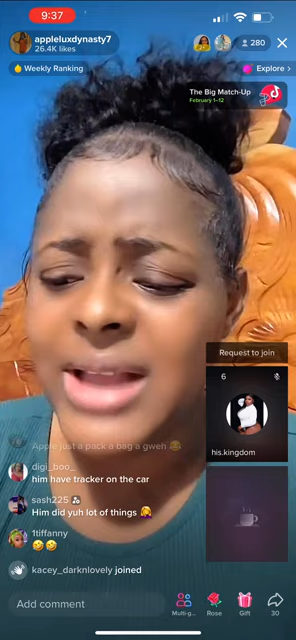 9:37
appleluxdynasty7
26.4K likes
280
Weekly Ranking
Explore >
The Big Match-Up
February 1-12
Request to join
6
his.kingdom
Apple just a pack a bag a gweh 😂
digi_boo_
him have tracker on the car
sash225
Him did yuh lot of things 🤦‍♀️
1tiffanny
🤣🤣
kacey_darknlovely joined
Add comment
Multi-g...
Rose
Gift
30